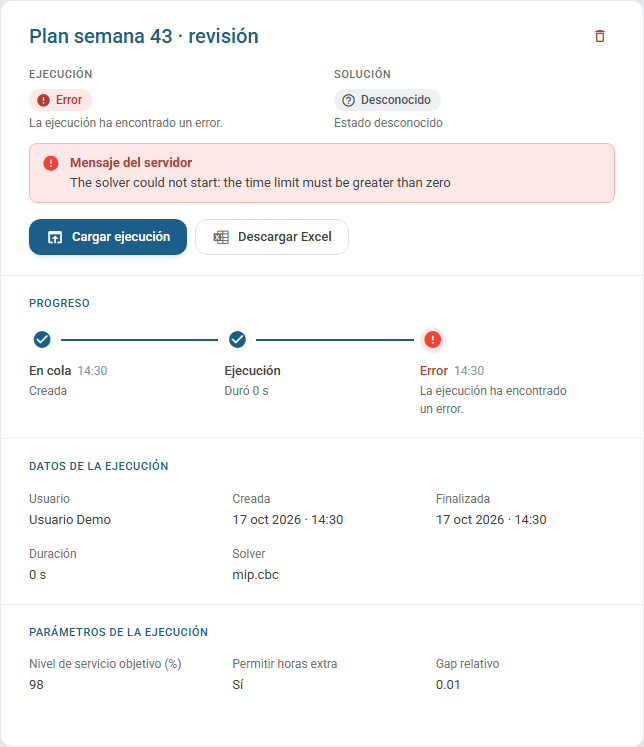 Plan semana 43 · revisión
EJECUCIÓN
SOLUCIÓN
Error
Desconocido
La ejecución ha encontrado un error.
Estado desconocido
Mensaje del servidor
The solver could not start: the time limit must be greater than zero
Cargar ejecución
Descargar Excel
PROGRESO
En cola 14:30
Creada
Ejecución
Duró 0 s
Error 14:30
La ejecución ha encontrado
un error.
DATOS DE LA EJECUCIÓN
Usuario
Usuario Demo
Creada
17 oct 2026 · 14:30
Finalizada
17 oct 2026 · 14:30
Duración
0 s
Solver
mip.cbc
PARÁMETROS DE LA EJECUCIÓN
Nivel de servicio objetivo (%)
98
Permitir horas extra
Sí
Gap relativo
0.01